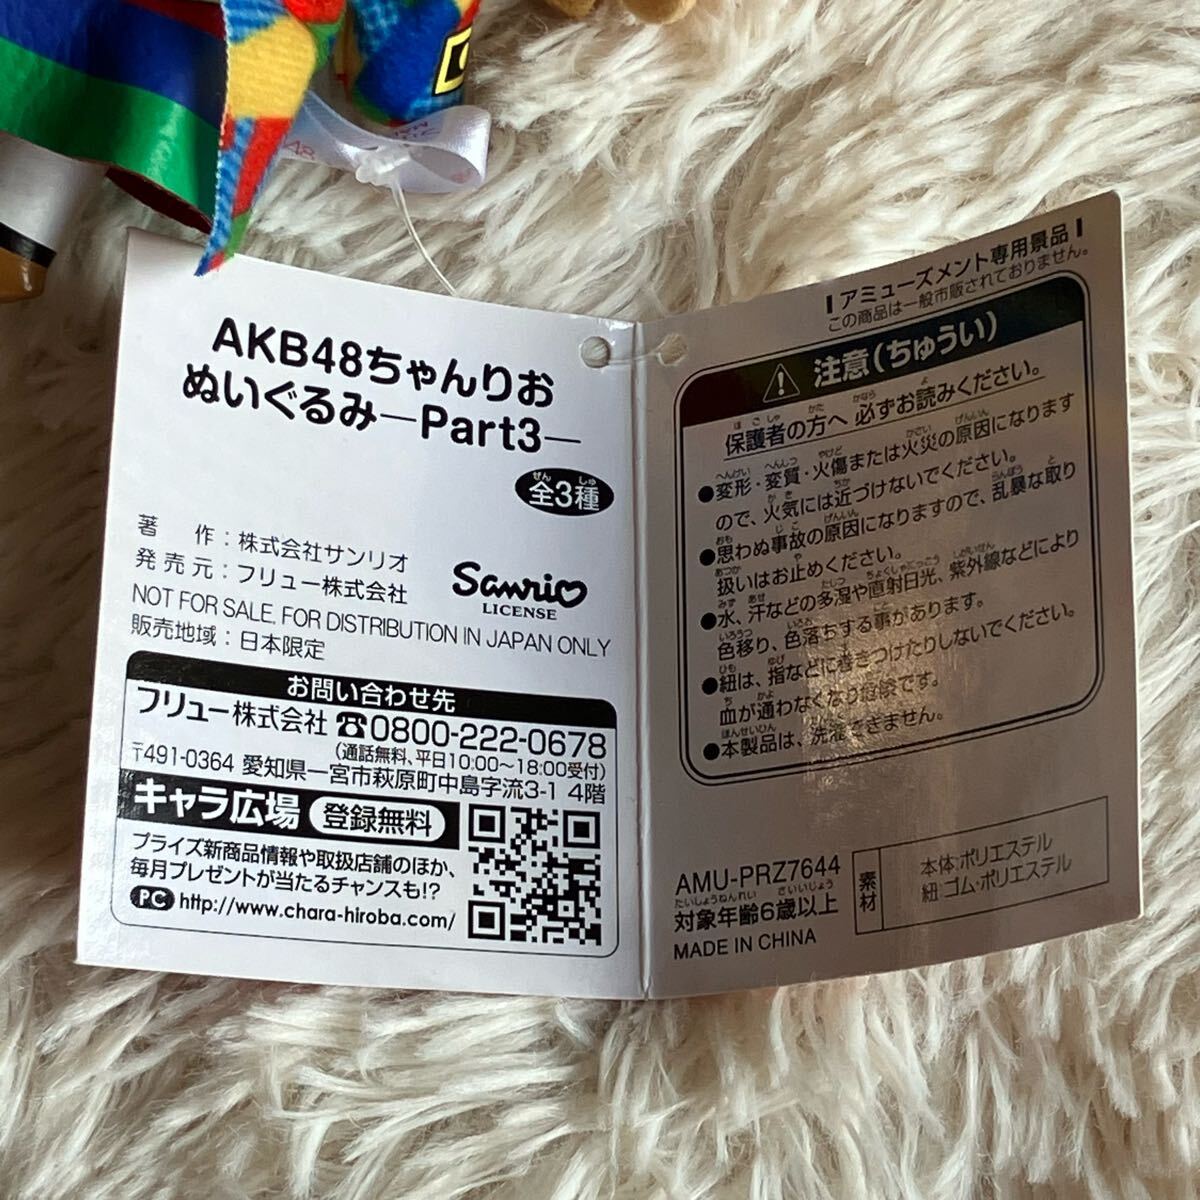 AKB48ちゃんりお
ぬいぐるみ―Part3―
全3種
著　作：株式会社サンリオ
発売元：フリュー株式会社
Sanrio
LICENSE
NOT FOR SALE, FOR DISTRIBUTION IN JAPAN ONLY
販売地域：日本限定
お問い合わせ先
フリュー株式会社 ☎0800-222-0678
(通話無料、平日10:00～18:00受付)
〒491-0364 愛知県一宮市萩原町中島字流3-1 4階
キャラ広場 登録無料
プライズ新商品情報や取扱店舗のほか、
毎月プレゼントが当たるチャンスも!?
PC http://www.chara-hiroba.com/
アミューズメント専用景品
この商品は一般市販されておりません。
注意(ちゅうい)
保護者の方へ 必ずお読みください。
●変形・変質・火傷または火災の原因になります
ので、火気には近づけないでください。
●思わぬ事故の原因になりますので、乱暴な取り
扱いはお止めください。
●水、汗などの多湿や直射日光、紫外線などにより
色移り、色落ちする事があります。
●紐は、指などに巻きつけたりしないでください。
血が通わなくなり危険です。
●本製品は、洗濯できません。
AMU-PRZ7644
対象年齢6歳以上
MADE IN CHINA
素材
本体:ポリエステル
紐:ゴム・ポリエステル